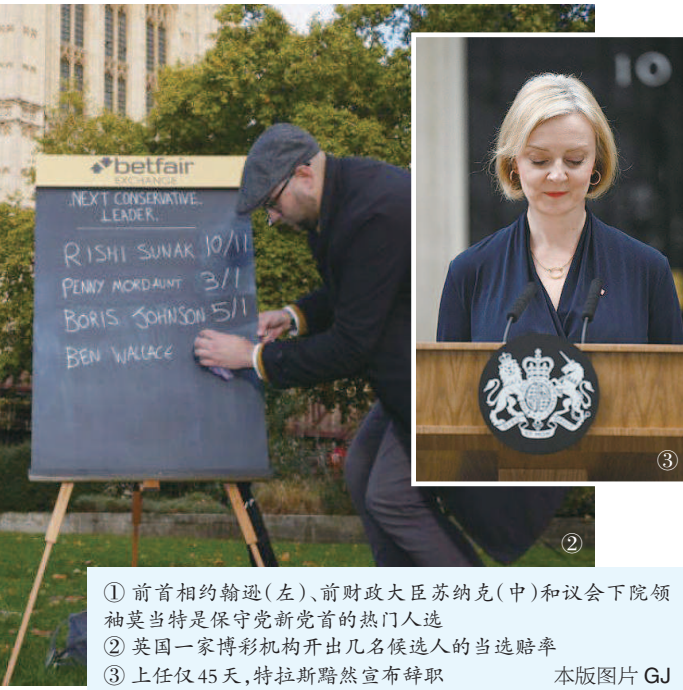 betfair
EXCHANGE
NEXT CONSERVATIVE
LEADER.
RISHI SUNAK 10/11
PENNY MORDAUNT 3/1
BORIS JOHNSON 5/1
BEN WALLACE
10
③
②
① 前首相约翰逊(左)、前财政大臣苏纳克(中)和议会下院领
袖莫当特是保守党新党首的热门人选
② 英国一家博彩机构开出几名候选人的当选赔率
③ 上任仅45天,特拉斯黯然宣布辞职 本版图片 GJ